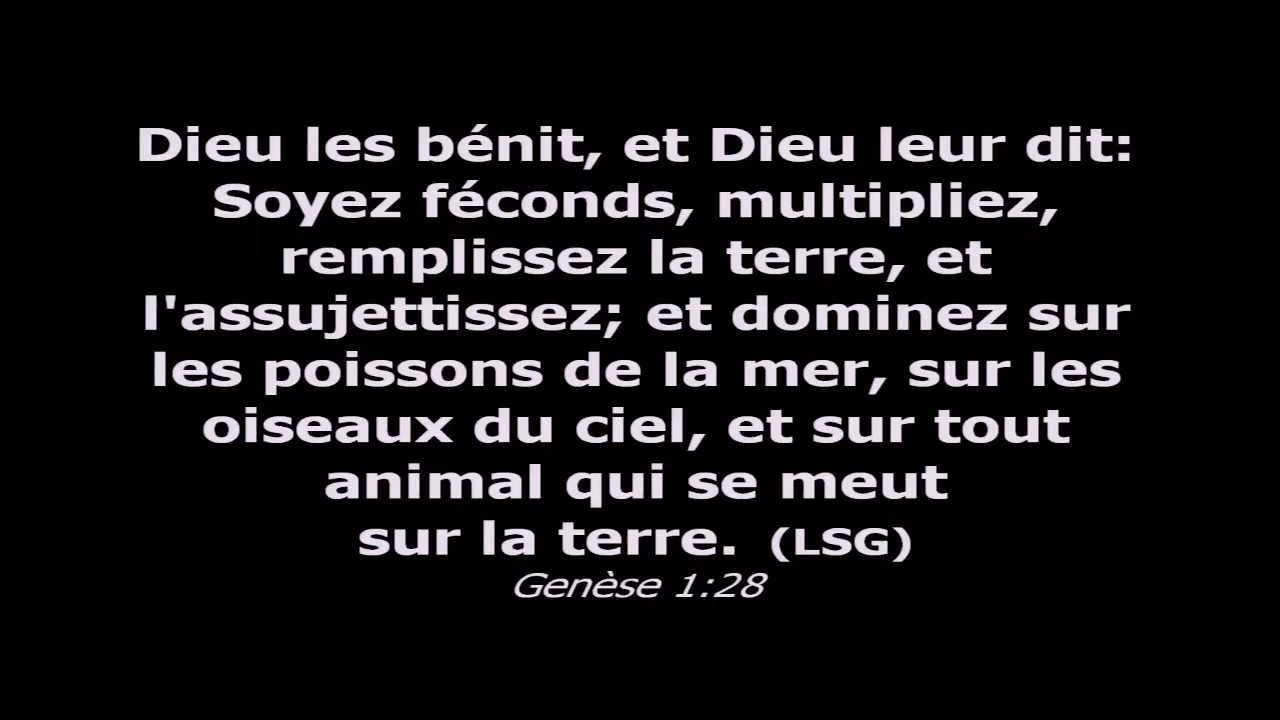 Dieu les bénit, et Dieu leur dit:
Soyez féconds, multipliez,
remplissez la terre, et
l'assujettissez; et dominez sur
les poissons de la mer, sur les
oiseaux du ciel, et sur tout
animal qui se meut
sur la terre. (LSG)
Genèse 1:28